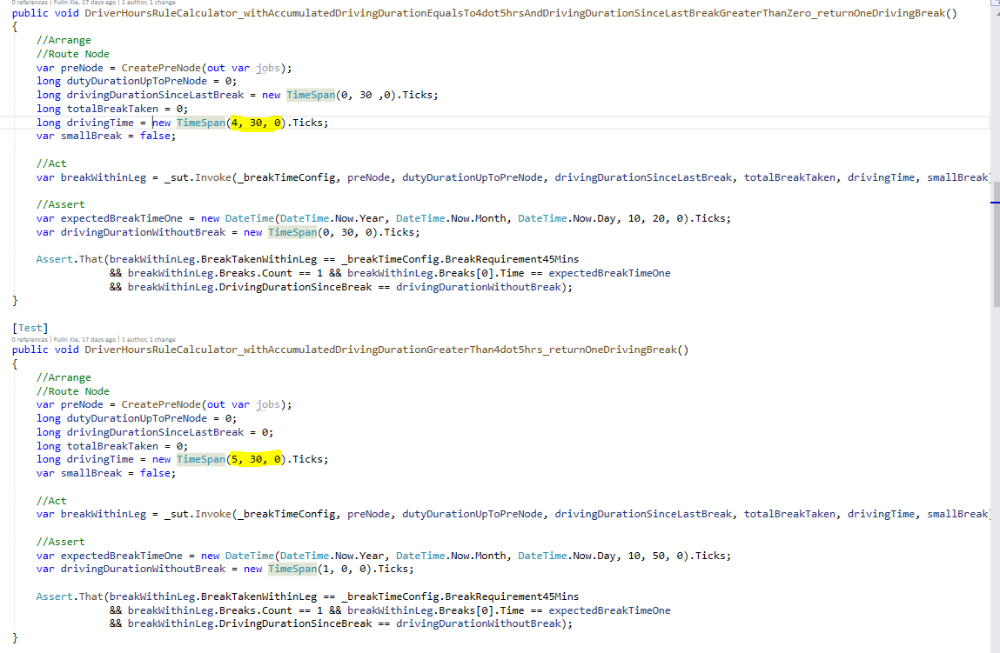 0 references | Fulin Xie, 17 days ago | 1 author, 1 change
public void DriverHoursRuleCalculator_withAccumulatedDrivingDurationEqualsTo4dot5hrsAndDrivingDurationSinceLastBreakGreaterThanZero_returnOneDrivingBreak()
{
//Arrange
//Route Node
var preNode = CreatePreNode(out var jobs);
long dutyDurationUpToPreNode = 0;
long drivingDurationSinceLastBreak = new TimeSpan(0, 30 ,0).Ticks;
long totalBreakTaken = 0;
long drivingTime = new TimeSpan(4, 30, 0).Ticks;
var smallBreak = false;
//Act
var breakWithinLeg = _sut.Invoke(_breakTimeConfig, preNode, dutyDurationUpToPreNode, drivingDurationSinceLastBreak, totalBreakTaken, drivingTime, smallBreak)
//Assert
var expectedBreakTimeOne = new DateTime(DateTime.Now.Year, DateTime.Now.Month, DateTime.Now.Day, 10, 20, 0).Ticks;
var drivingDurationWithoutBreak = new TimeSpan(0, 30, 0).Ticks;
Assert.That(breakWithinLeg.BreakTakenWithinLeg == _breakTimeConfig.BreakRequirement45Mins
&& breakWithinLeg.Breaks.Count == 1 && breakWithinLeg.Breaks[0].Time == expectedBreakTimeOne
&& breakWithinLeg.DrivingDurationSinceBreak == drivingDurationWithoutBreak);
}
[Test]
0 references | Fulin Xie, 17 days ago | 1 author, 1 change
public void DriverHoursRuleCalculator_withAccumulatedDrivingDurationGreaterThan4dot5hrs_returnOneDrivingBreak()
{
//Arrange
//Route Node
var preNode = CreatePreNode(out var jobs);
long dutyDurationUpToPreNode = 0;
long drivingDurationSinceLastBreak = 0;
long totalBreakTaken = 0;
long drivingTime = new TimeSpan(5, 30, 0).Ticks;
var smallBreak = false;
//Act
var breakWithinLeg = _sut.Invoke(_breakTimeConfig, preNode, dutyDurationUpToPreNode, drivingDurationSinceLastBreak, totalBreakTaken, drivingTime, smallBreak)
//Assert
var expectedBreakTimeOne = new DateTime(DateTime.Now.Year, DateTime.Now.Month, DateTime.Now.Day, 10, 50, 0).Ticks;
var drivingDurationWithoutBreak = new TimeSpan(1, 0, 0).Ticks;
Assert.That(breakWithinLeg.BreakTakenWithinLeg == _breakTimeConfig.BreakRequirement45Mins
&& breakWithinLeg.Breaks.Count == 1 && breakWithinLeg.Breaks[0].Time == expectedBreakTimeOne
&& breakWithinLeg.DrivingDurationSinceBreak == drivingDurationWithoutBreak);
}